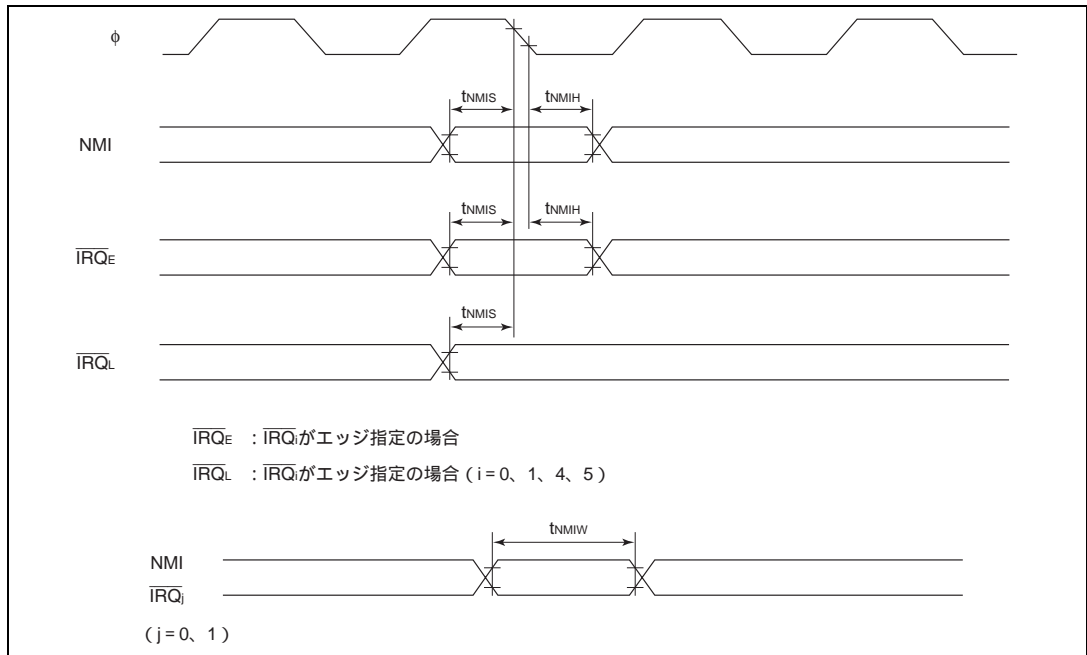 φ
tNMIS tNMIH
NMI
tNMIS tNMIH
IRQE
tNMIS
IRQL
IRQE ：IRQiがエッジ指定の場合
IRQL ：IRQiがエッジ指定の場合（i=0、1、4、5）
tNMIW
NMI
IRQj
（j=0、1）